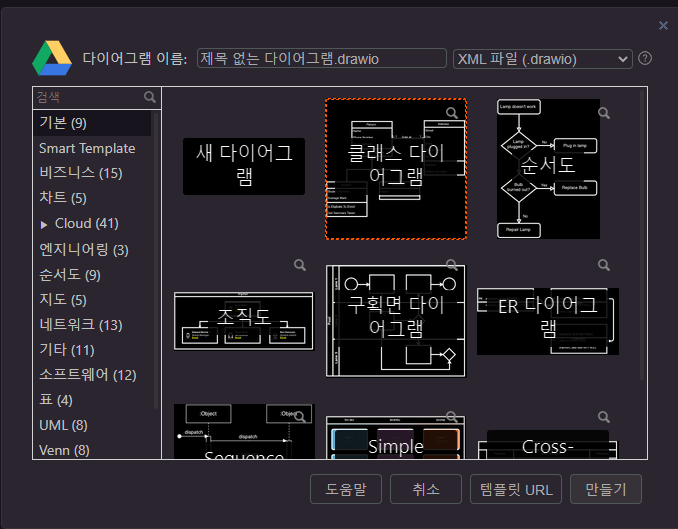 다이어그램 이름:
제목 없는 다이어그램.drawio
XML 파일 (.drawio)
검색
기본 (9)
Smart Template
비즈니스 (15)
차트 (5)
Cloud (41)
엔지니어링 (3)
순서도 (9)
지도 (5)
네트워크 (13)
기타 (11)
소프트웨어 (12)
표 (4)
UML (8)
Venn (8)
새 다이어그
램
클래스 다이
어그램
Lamp doesn't work
Lamp
plugged in?
No
Plug in lamp
순서도
Yes
Bulb
burned out?
Yes
Replace Bulb
No
Repair Lamp
조직도
구획면 다이
어그램
ER 다이어그
램
:Object
:Object
dispatch
dispatch
Sequence
Simple
Cross-
도움말
취소
템플릿 URL
만들기